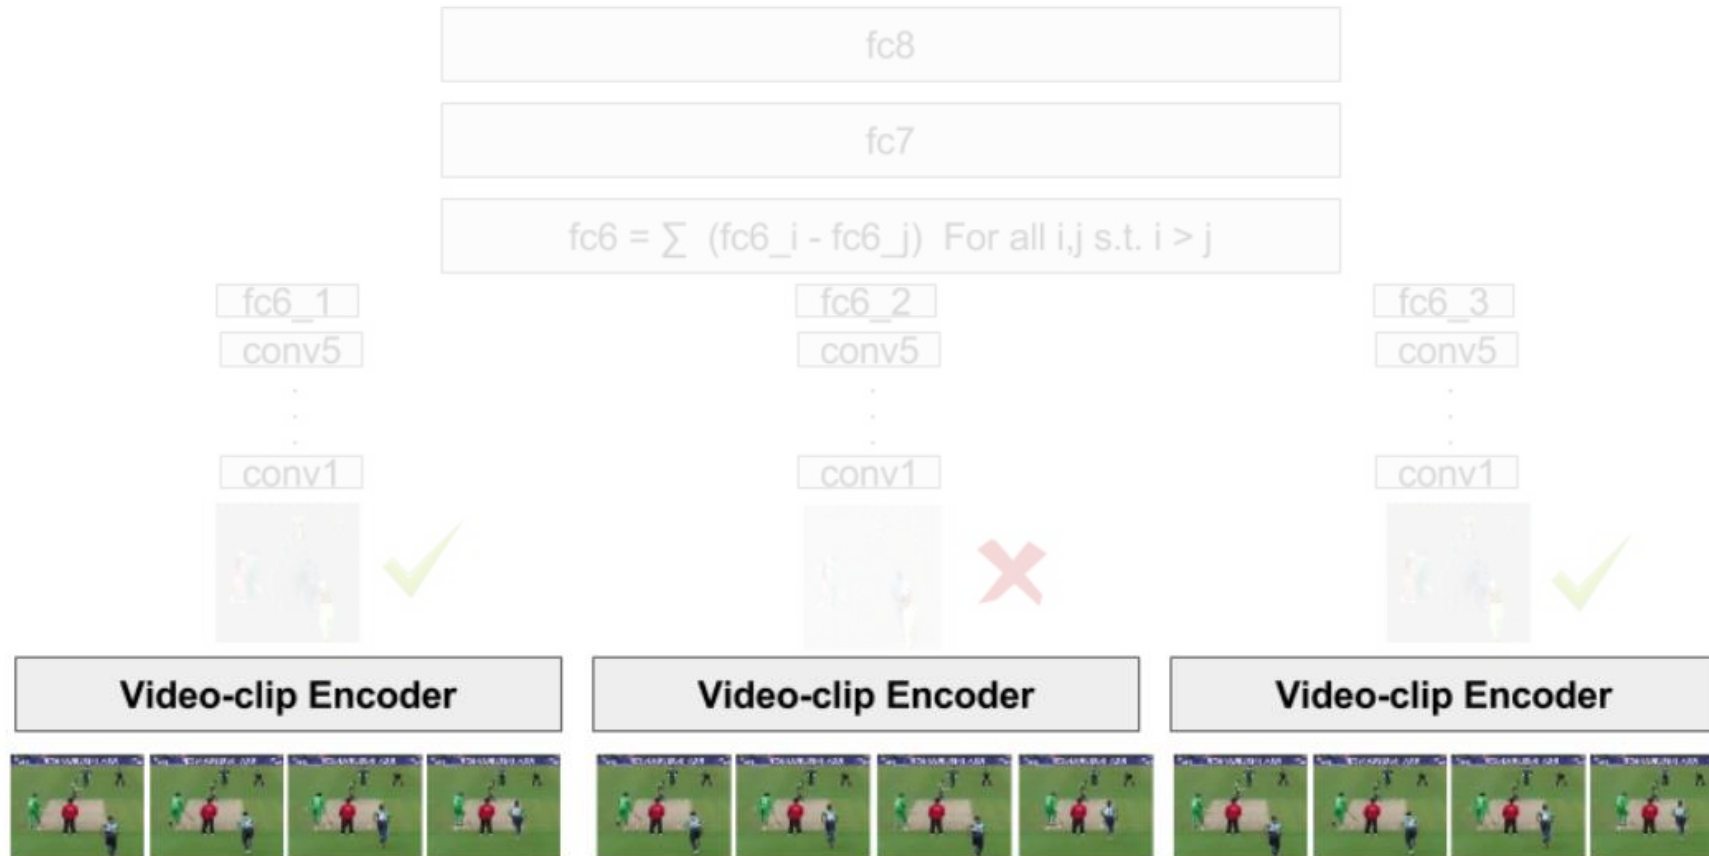 fc8
fc7
fc6 = ∑ (fc6_i - fc6_j) For all i,j s.t. i > j
fc6_1 fc6_2 fc6_3
conv5 conv5 conv5
conv1 conv1 conv1
Video-clip Encoder Video-clip Encoder Video-clip Encoder